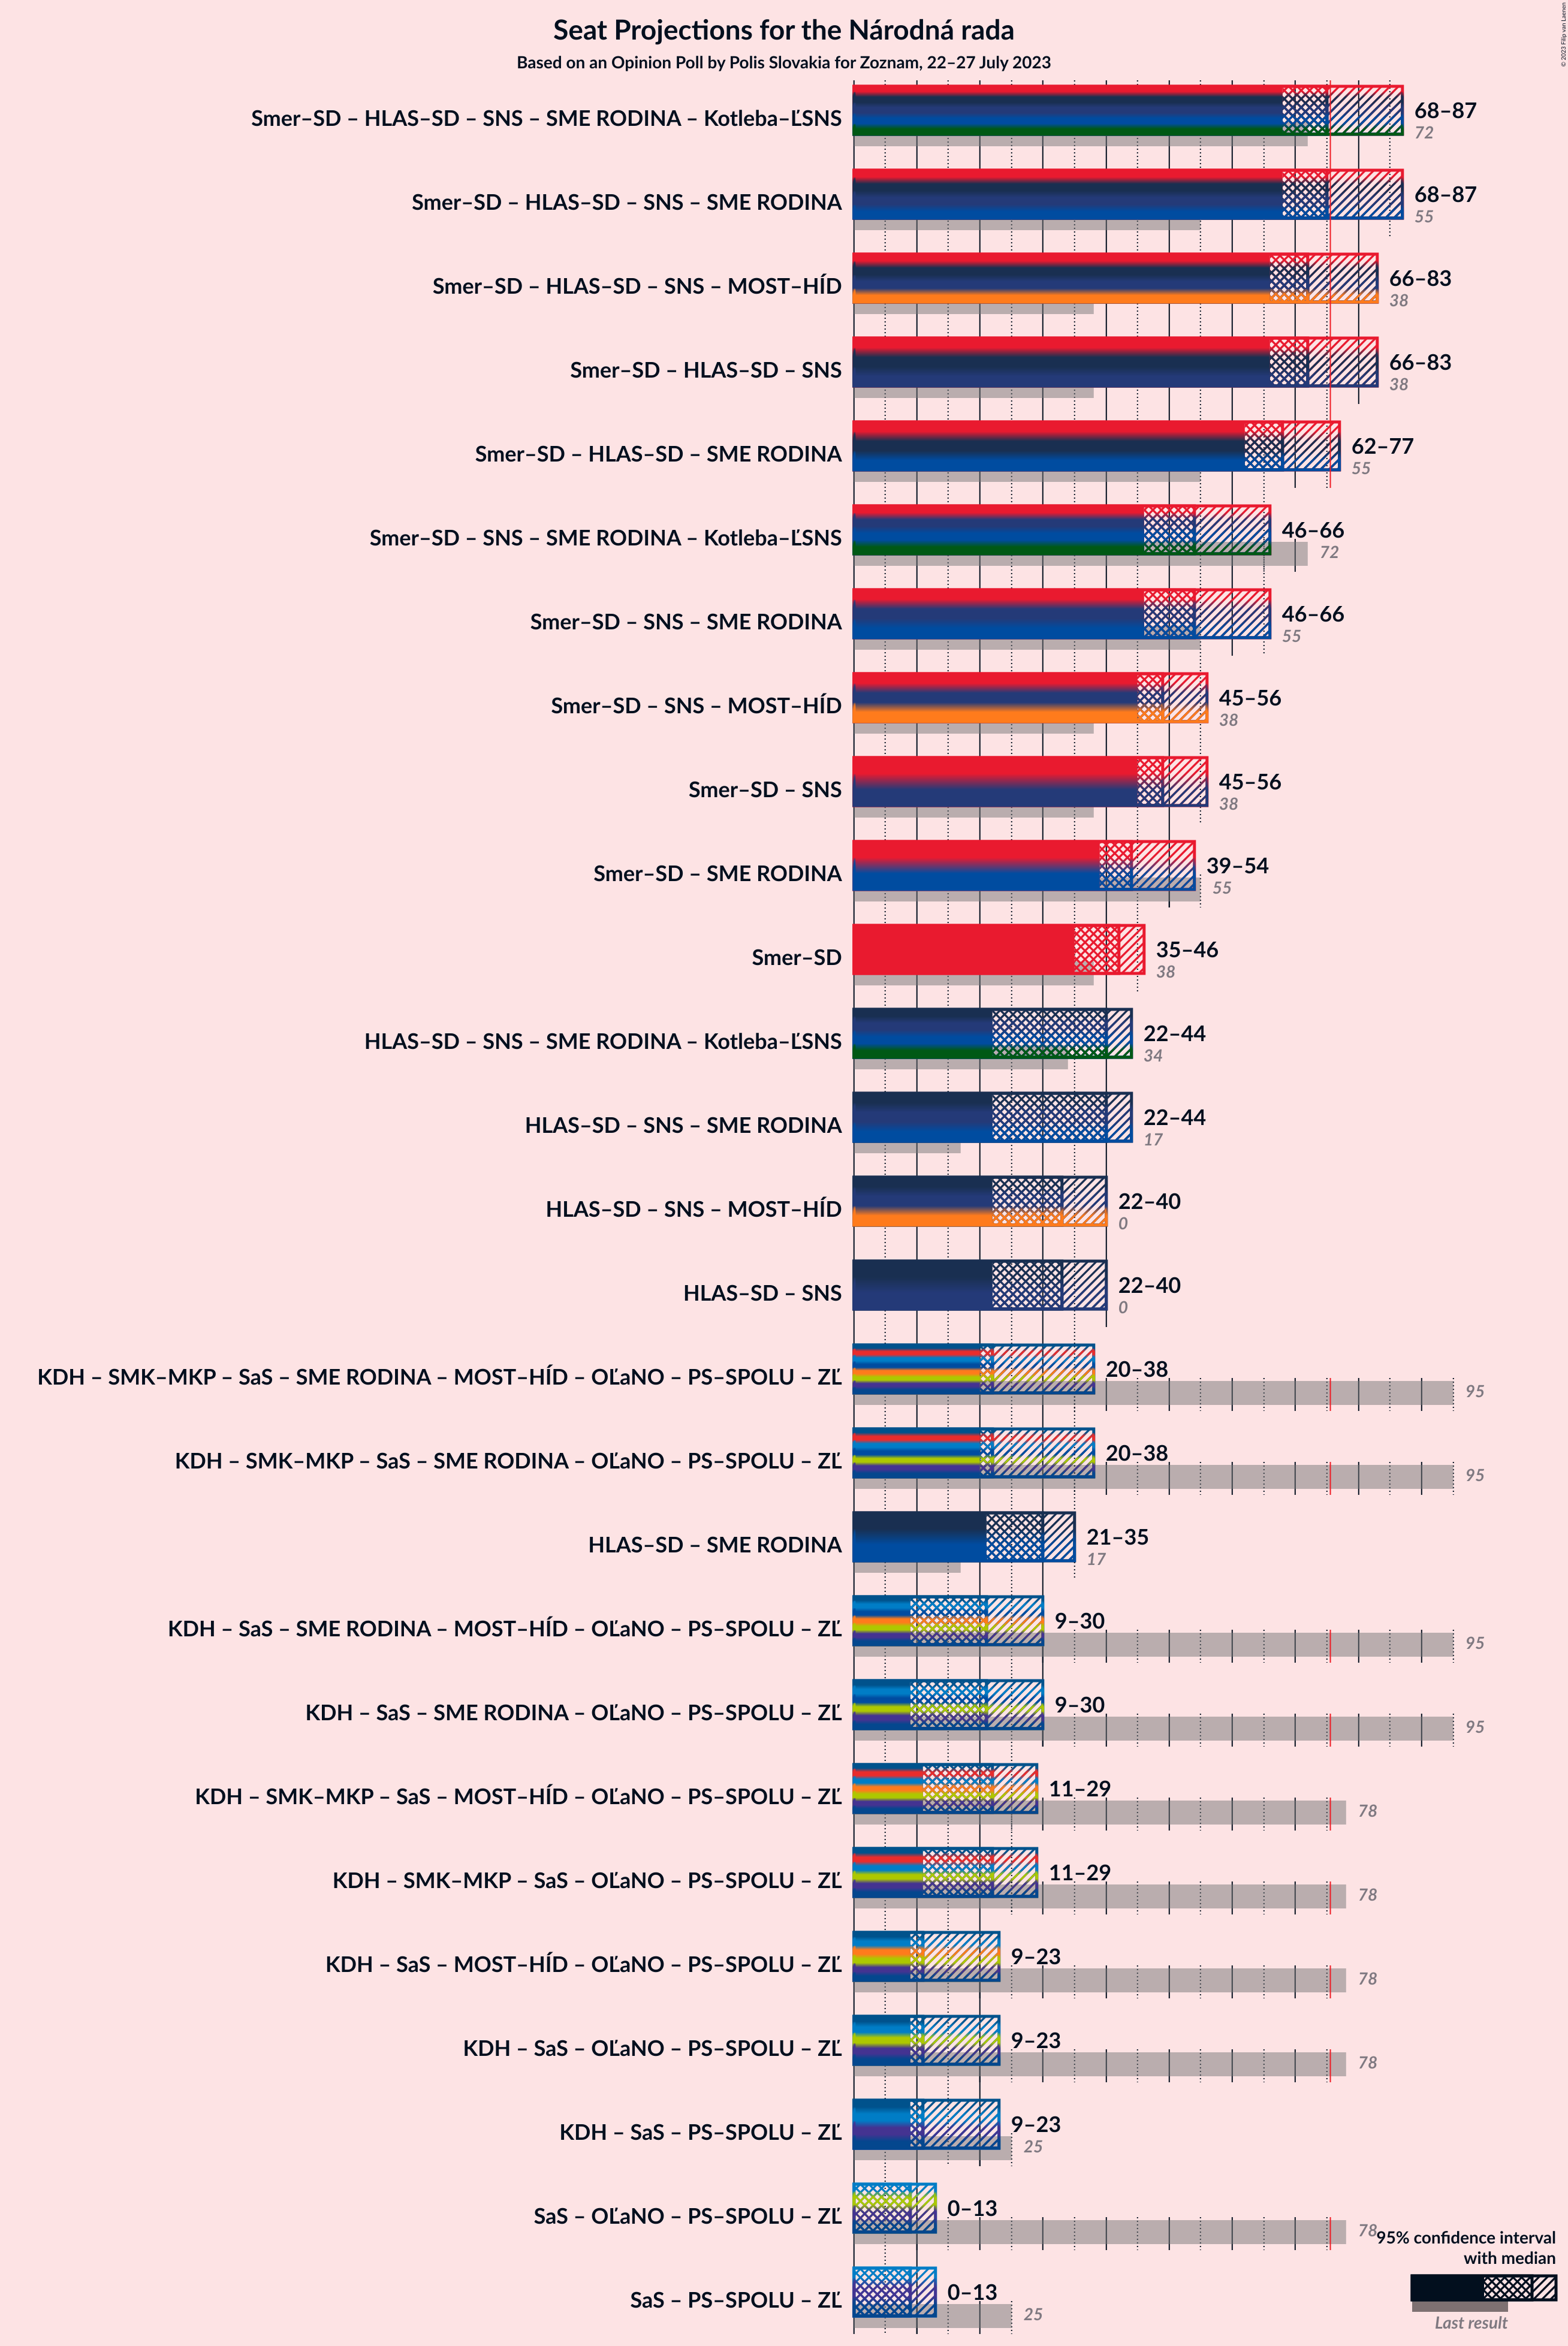 Seat Projections for the Národná rada
Based on an Opinion Poll by Polis Slovakia for Zoznam, 22–27 July 2023
© 2023 Filip van Laenen
Smer–SD – HLAS–SD – SNS – SME RODINA – Kotleba–ĽSNS
68–87
72
Smer–SD – HLAS–SD – SNS – SME RODINA
68–87
55
Smer–SD – HLAS–SD – SNS – MOST–HÍD
66–83
38
Smer–SD – HLAS–SD – SNS
66–83
38
Smer–SD – HLAS–SD – SME RODINA
62–77
55
Smer–SD – SNS – SME RODINA – Kotleba–ĽSNS
46–66
72
Smer–SD – SNS – SME RODINA
46–66
55
Smer–SD – SNS – MOST–HÍD
45–56
38
Smer–SD – SNS
45–56
38
Smer–SD – SME RODINA
39–54
55
Smer–SD
35–46
38
HLAS–SD – SNS – SME RODINA – Kotleba–ĽSNS
22–44
34
HLAS–SD – SNS – SME RODINA
22–44
17
HLAS–SD – SNS – MOST–HÍD
22–40
0
HLAS–SD – SNS
22–40
0
KDH – SMK–MKP – SaS – SME RODINA – MOST–HÍD – OĽaNO – PS–SPOLU – ZĽ
20–38
95
KDH – SMK–MKP – SaS – SME RODINA – OĽaNO – PS–SPOLU – ZĽ
20–38
95
HLAS–SD – SME RODINA
21–35
17
KDH – SaS – SME RODINA – MOST–HÍD – OĽaNO – PS–SPOLU – ZĽ
9–30
95
KDH – SaS – SME RODINA – OĽaNO – PS–SPOLU – ZĽ
9–30
95
KDH – SMK–MKP – SaS – MOST–HÍD – OĽaNO – PS–SPOLU – ZĽ
11–29
78
KDH – SMK–MKP – SaS – OĽaNO – PS–SPOLU – ZĽ
11–29
78
KDH – SaS – MOST–HÍD – OĽaNO – PS–SPOLU – ZĽ
9–23
78
KDH – SaS – OĽaNO – PS–SPOLU – ZĽ
9–23
78
KDH – SaS – PS–SPOLU – ZĽ
9–23
25
SaS – OĽaNO – PS–SPOLU – ZĽ
0–13
78
SaS – PS–SPOLU – ZĽ
0–13
25
95% confidence interval
with median
Last result